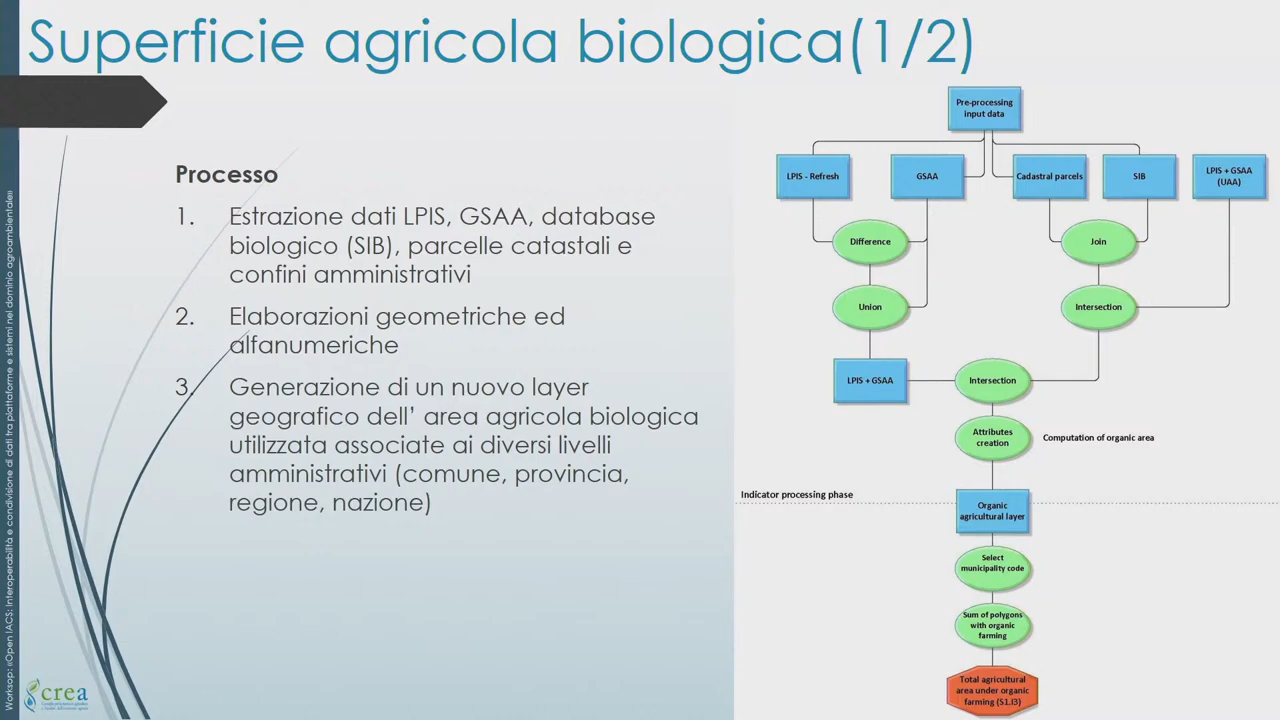 Superficie agricola biologica(1/2)
Processo
1. Estrazione dati LPIS, GSAA, database
biologico (SIB), parcelle catastali e
confini amministrativi
2. Elaborazioni geometriche ed
alfanumeriche
3. Generazione di un nuovo layer
geografico dell' area agricola biologica
utilizzata associate ai diversi livelli
amministrativi (comune, provincia,
regione, nazione)
Worksop: «Open IACS: Interoperabilità e condivisione di dati tra piattaforme e sistemi nel dominio agroambientale»
crea
Pre-processing
input data
LPIS - Refresh
GSAA
Cadastral parcels
SIB
LPIS + GSAA
(UAA)
Difference
Join
Union
Intersection
LPIS + GSAA
Intersection
Attributes
creation
Computation of organic area
Indicator processing phase
Organic
agricultural layer
Select
municipality code
Sum of polygons
with organic
farming
Total agricultural
area under organic
farming (S1.I3)